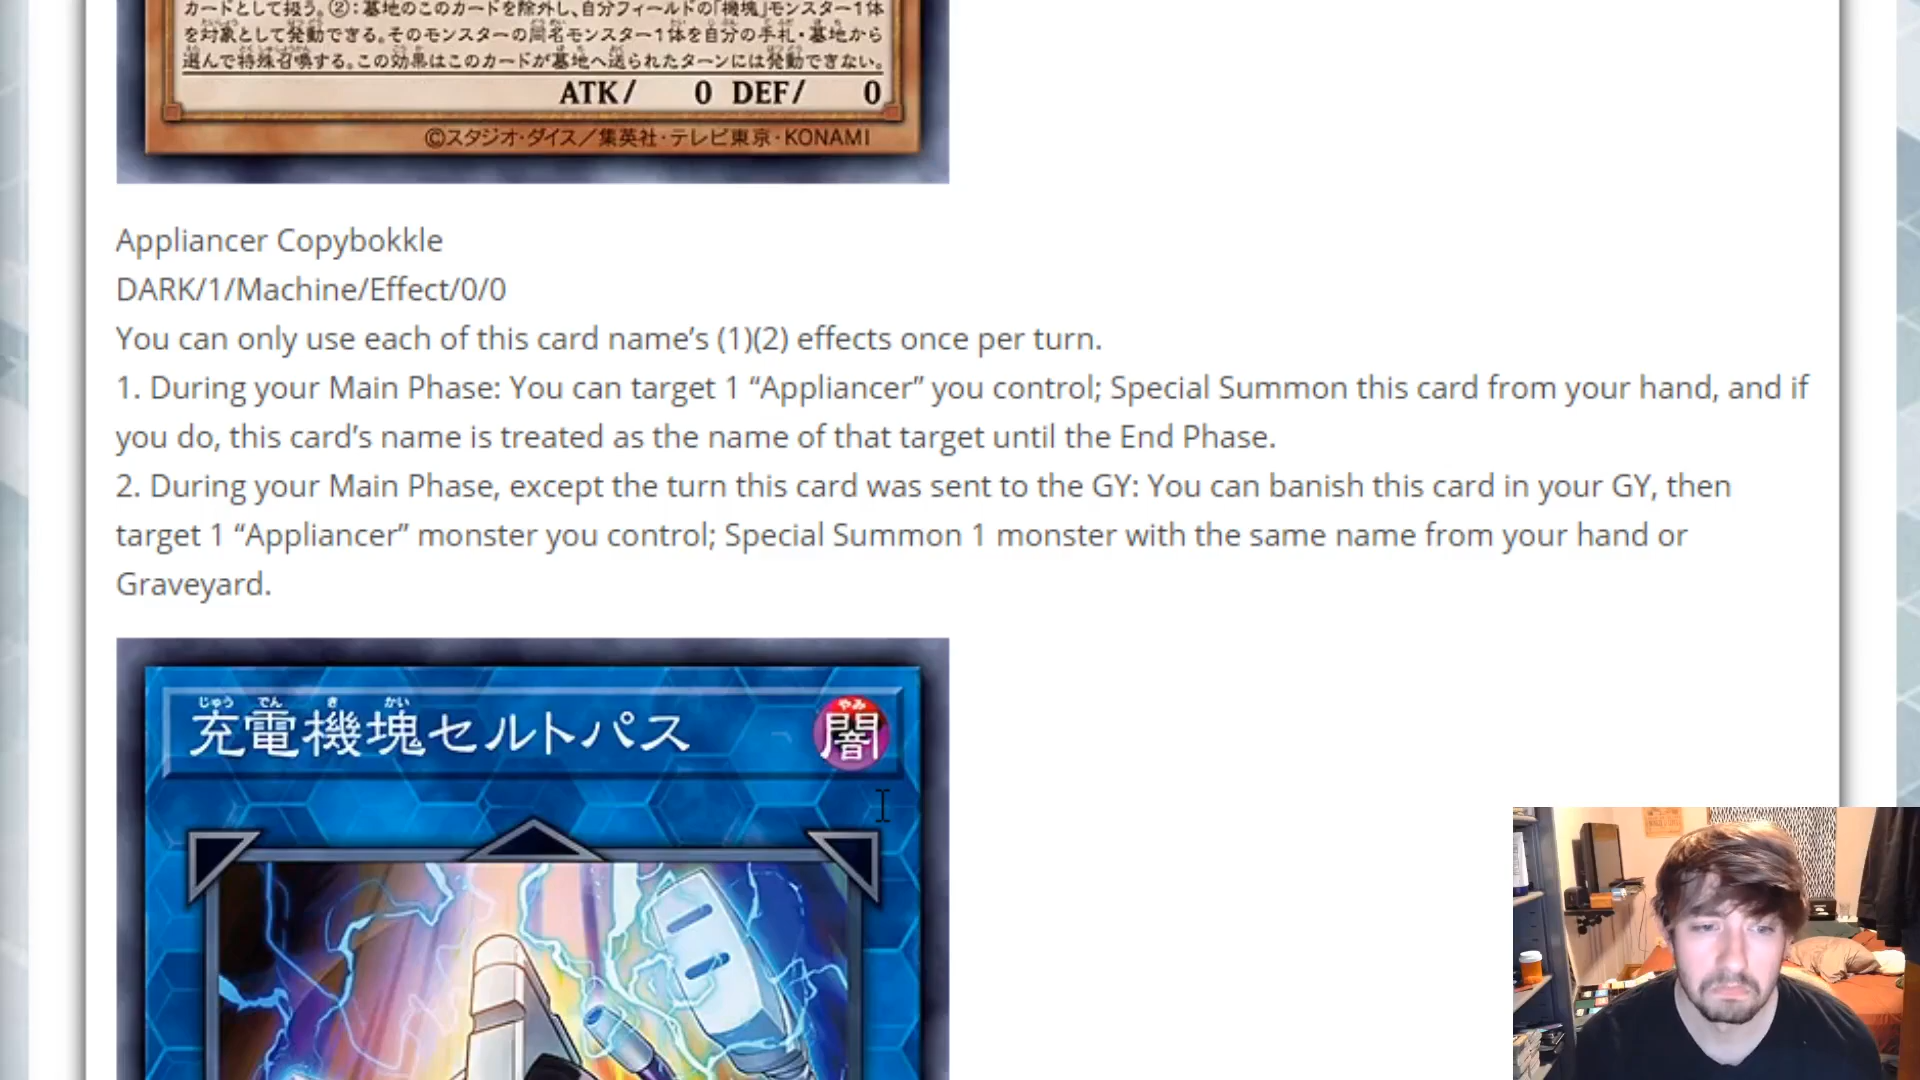 カードとして扱う。②:墓地のこのカードを除外し、自分フィールドの「機塊」モンスター1体
を対象として発動できる。そのモンスターの同名モンスター1体を自分の手札・墓地から
選んで特殊召喚する。この効果はこのカードが墓地へ送られたターンには発動できない。
ATK/ 0 DEF/ 0
©スタジオ・ダイス/集英社・テレビ東京・KONAMI
Appliancer Copybokkle
DARK/1/Machine/Effect/0/0
You can only use each of this card name’s (1)(2) effects once per turn.
1. During your Main Phase: You can target 1 “Appliancer” you control; Special Summon this card from your hand, and if
you do, this card’s name is treated as the name of that target until the End Phase.
2. During your Main Phase, except the turn this card was sent to the GY: You can banish this card in your GY, then
target 1 “Appliancer” monster you control; Special Summon 1 monster with the same name from your hand or
Graveyard.
じゅう でん き かい
充電機塊セルトパス
やみ
闇